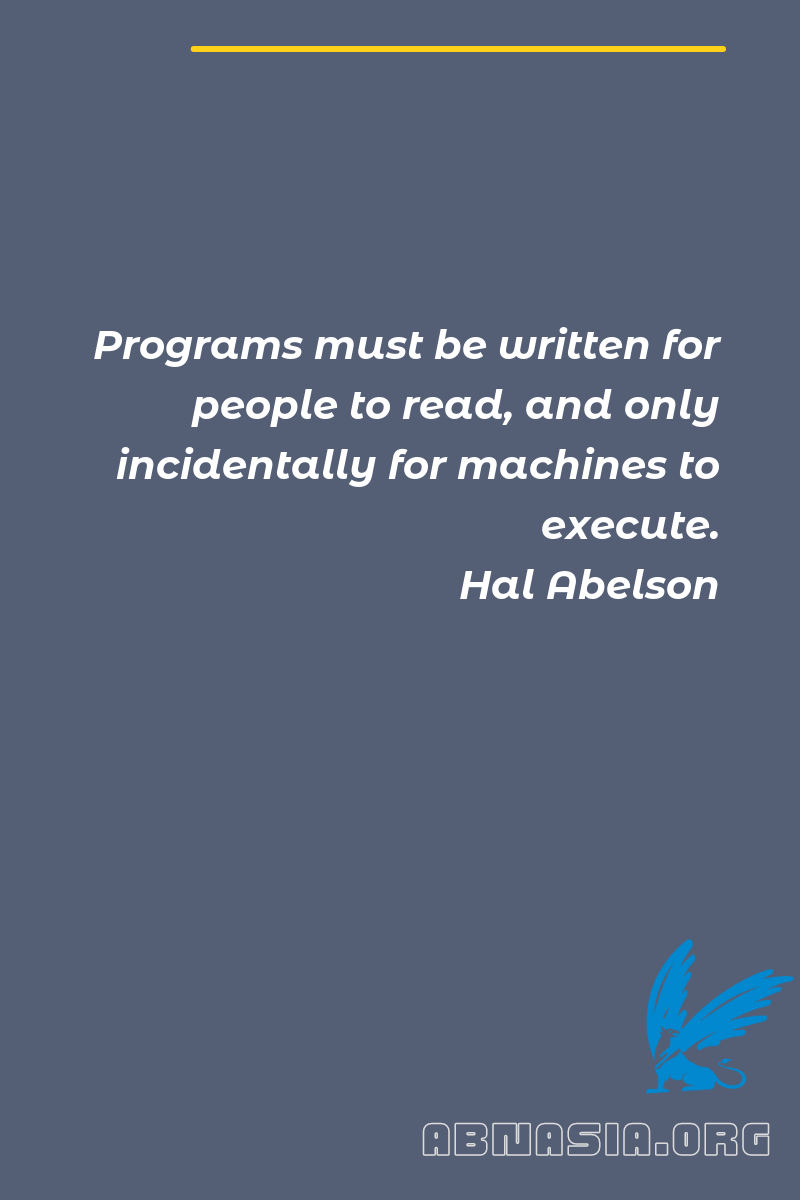 Programs must be written for
people to read, and only
incidentally for machines to
execute.
Hal Abelson
ABNASIA.ORG